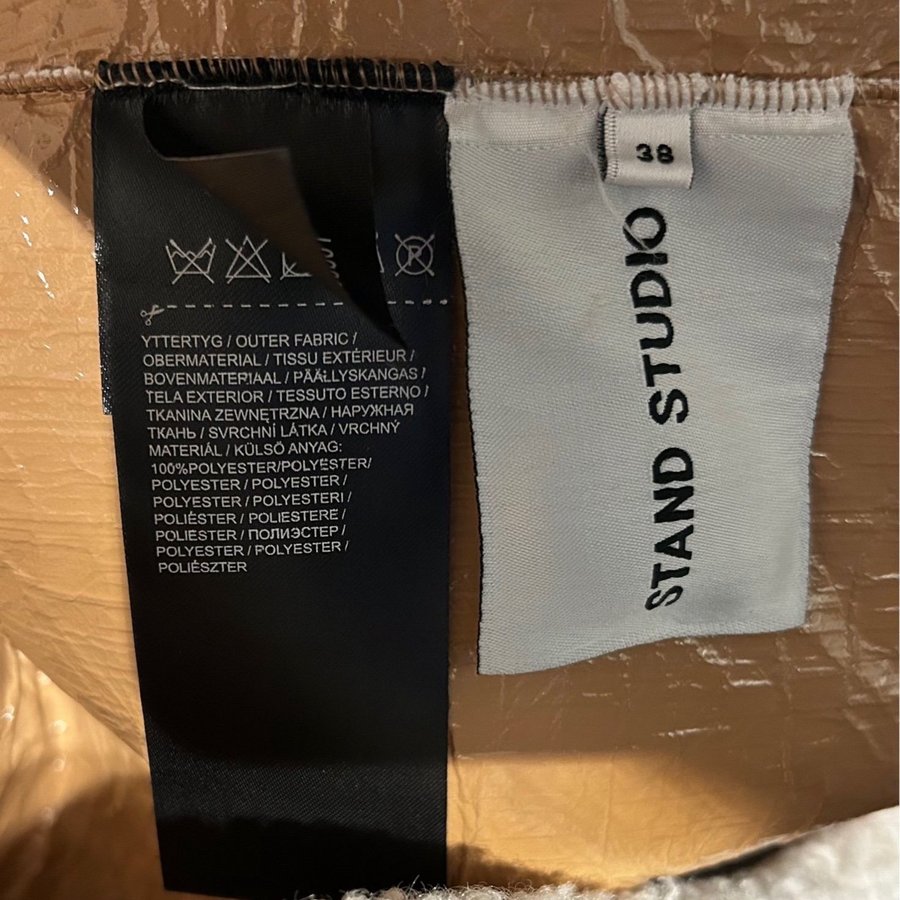 YTTERTYG / OUTER FABRIC /
OBERMATERIAL / TISSU EXTÉRIEUR /
BOVENMATERIAAL / PÄÄLLYSKANGAS /
TELA EXTERIOR / TESSUTO ESTERNO /
TKANINA ZEWNĘTRZNA / НАРУЖНАЯ
ТКАНЬ / SVRCHNÍ LÁTKA / VRCHNÝ
MATERIÁL / KÜLSŐ ANYAG:
100%POLYESTER/POLYESTER/
POLYESTER / POLYESTER /
POLYESTER / POLYESTERI /
POLIÉSTER / POLIESTERE /
POLIESTER / ПОЛИЭСТЕР /
POLYESTER / POLYESTER /
POLIÉSZTER
38
STAND STUDIO